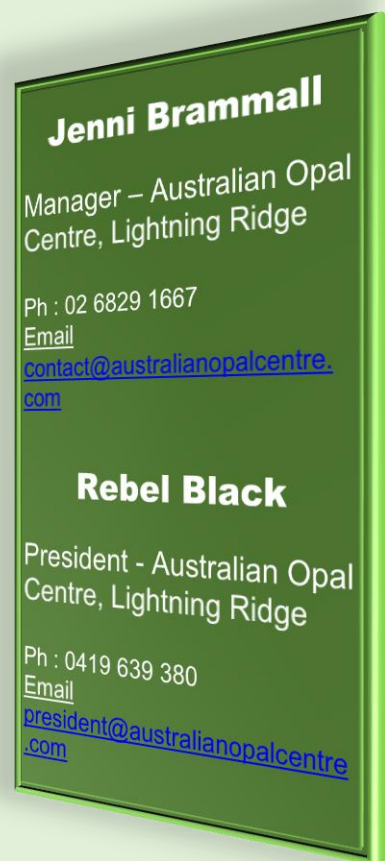 Jenni Brammall
Manager – Australian Opal
Centre, Lightning Ridge
Ph : 02 6829 1667
Email
contact@australianopalcentre.
com
Rebel Black
President - Australian Opal
Centre, Lightning Ridge
Ph : 0419 639 380
Email
president@australianopalcentre
.com